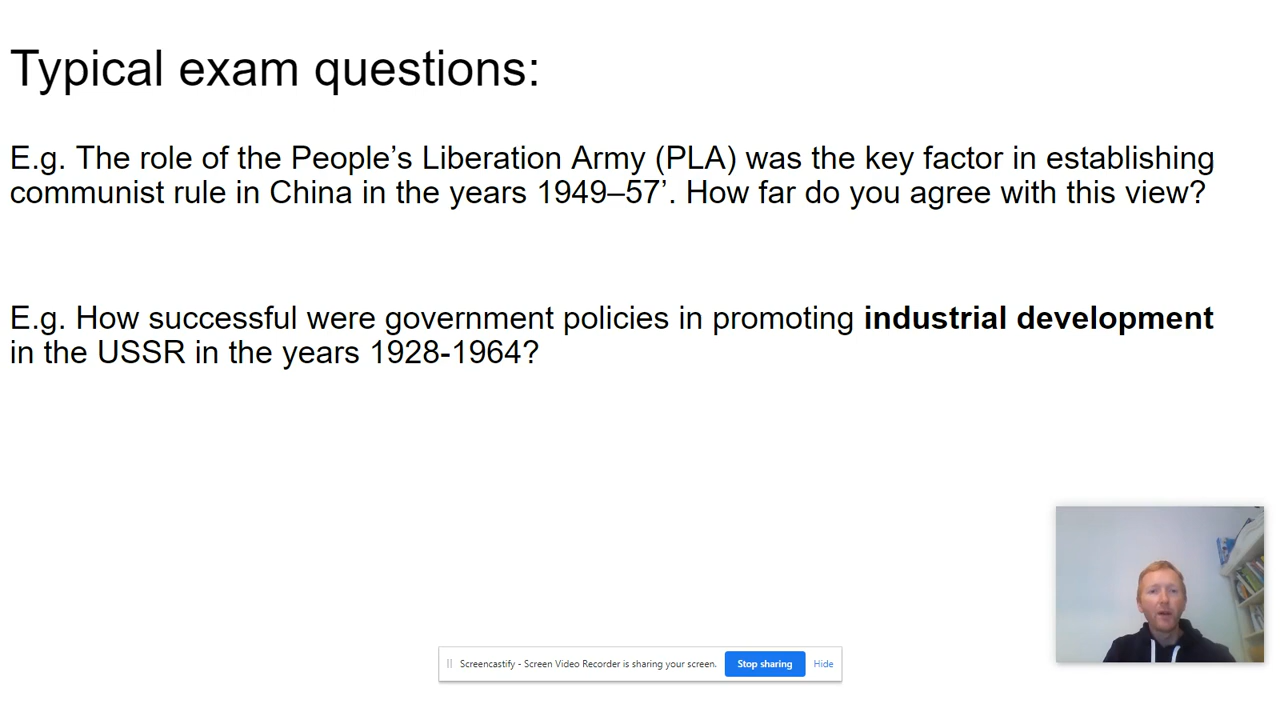 Typical exam questions:
E.g. The role of the People’s Liberation Army (PLA) was the key factor in establishing
communist rule in China in the years 1949–57’. How far do you agree with this view?
E.g. How successful were government policies in promoting industrial development
in the USSR in the years 1928-1964?
Screencastify - Screen Video Recorder is sharing your screen. Stop sharing Hide